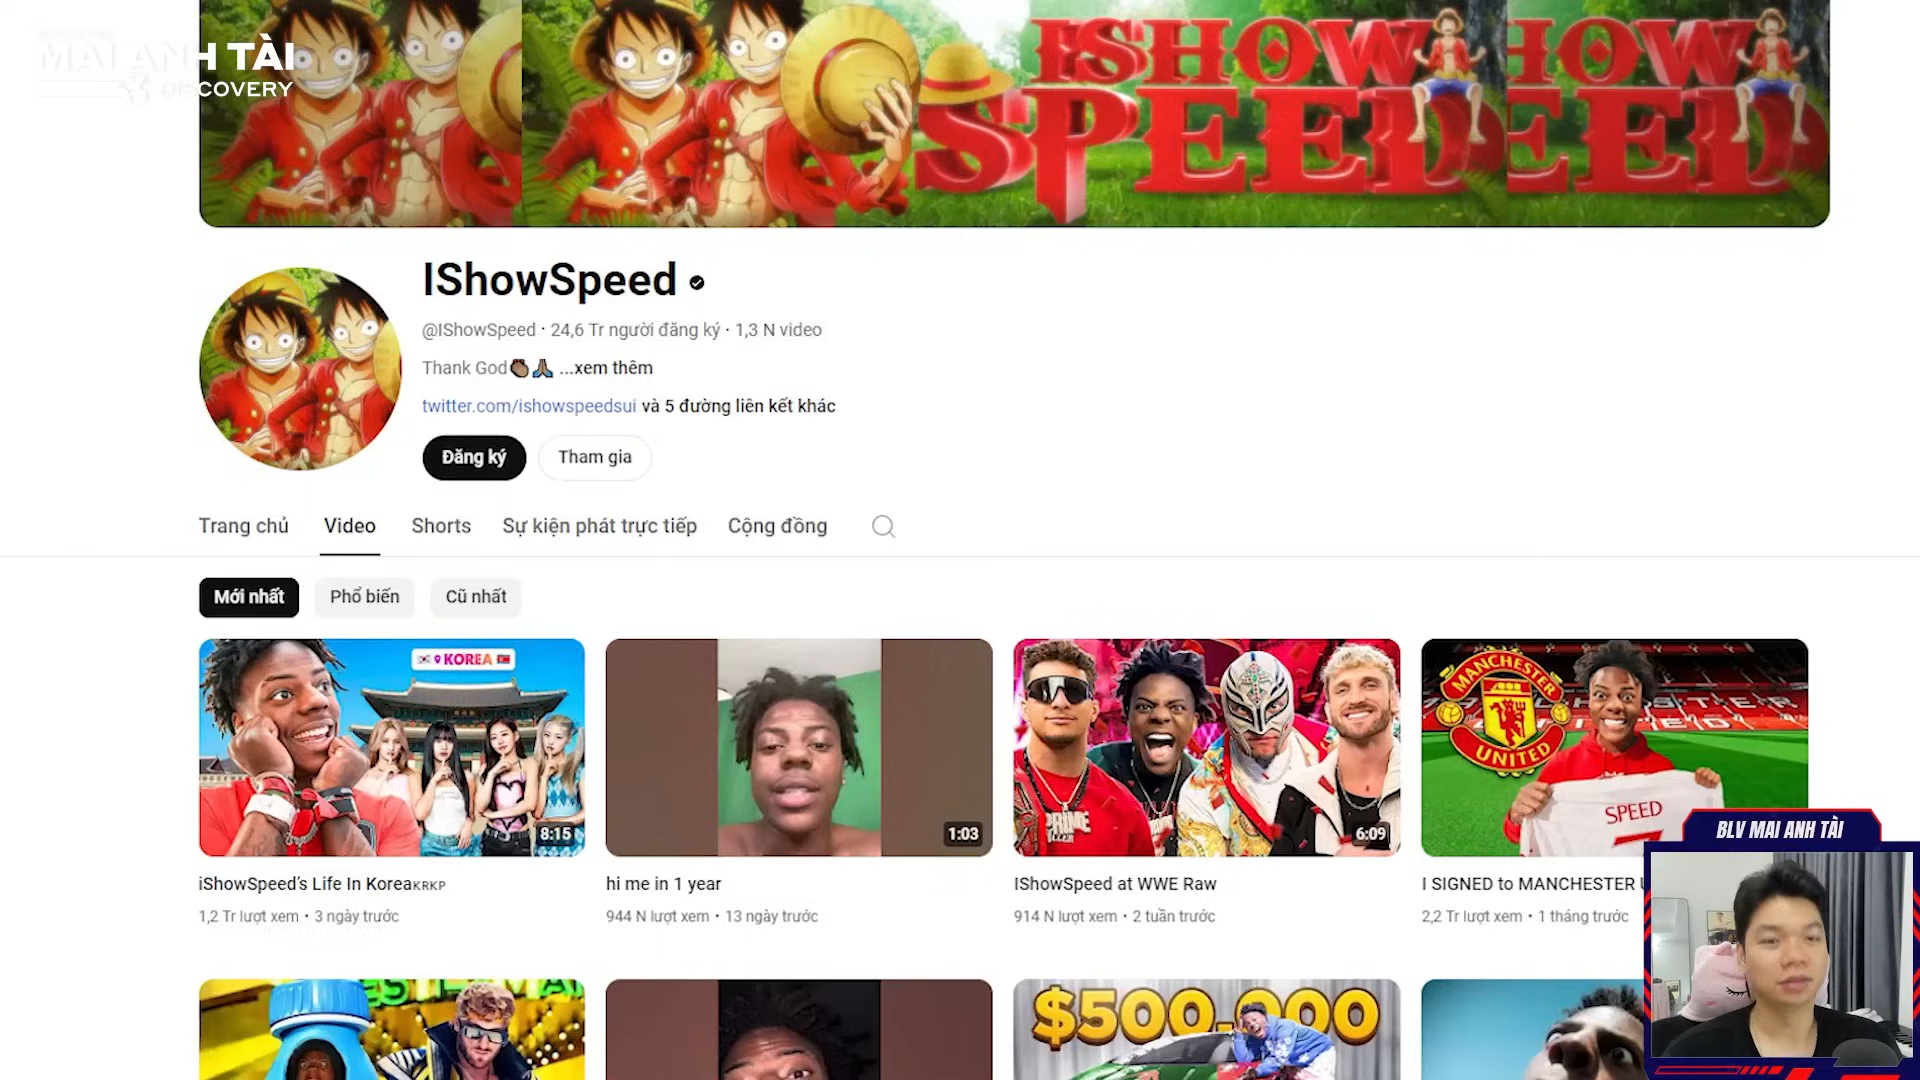 MAI ANH TÀI
DISCOVERY
ISHOW
HOW
SPEED
EED
IShowSpeed
@IShowSpeed · 24,6 Tr người đăng ký · 1,3 N video
Thank God ...xem thêm
twitter.com/ishowspeedsui và 5 đường liên kết khác
Đăng ký
Tham gia
Trang chủ
Video
Shorts
Sự kiện phát trực tiếp
Cộng đồng
Mới nhất
Phổ biến
Cũ nhất
KOREA
8:15
1:03
PRIME
6:09
MANCHESTER
UNITED
SPEED
iShowSpeed’s Life In Koreaᴋʀᴋᴘ
1,2 Tr lượt xem · 3 ngày trước
hi me in 1 year
944 N lượt xem · 13 ngày trước
IShowSpeed at WWE Raw
914 N lượt xem · 2 tuần trước
I SIGNED to MANCHESTER
2,2 Tr lượt xem · 1 tháng trước
BLV MAI ANH TÀI
$500,000